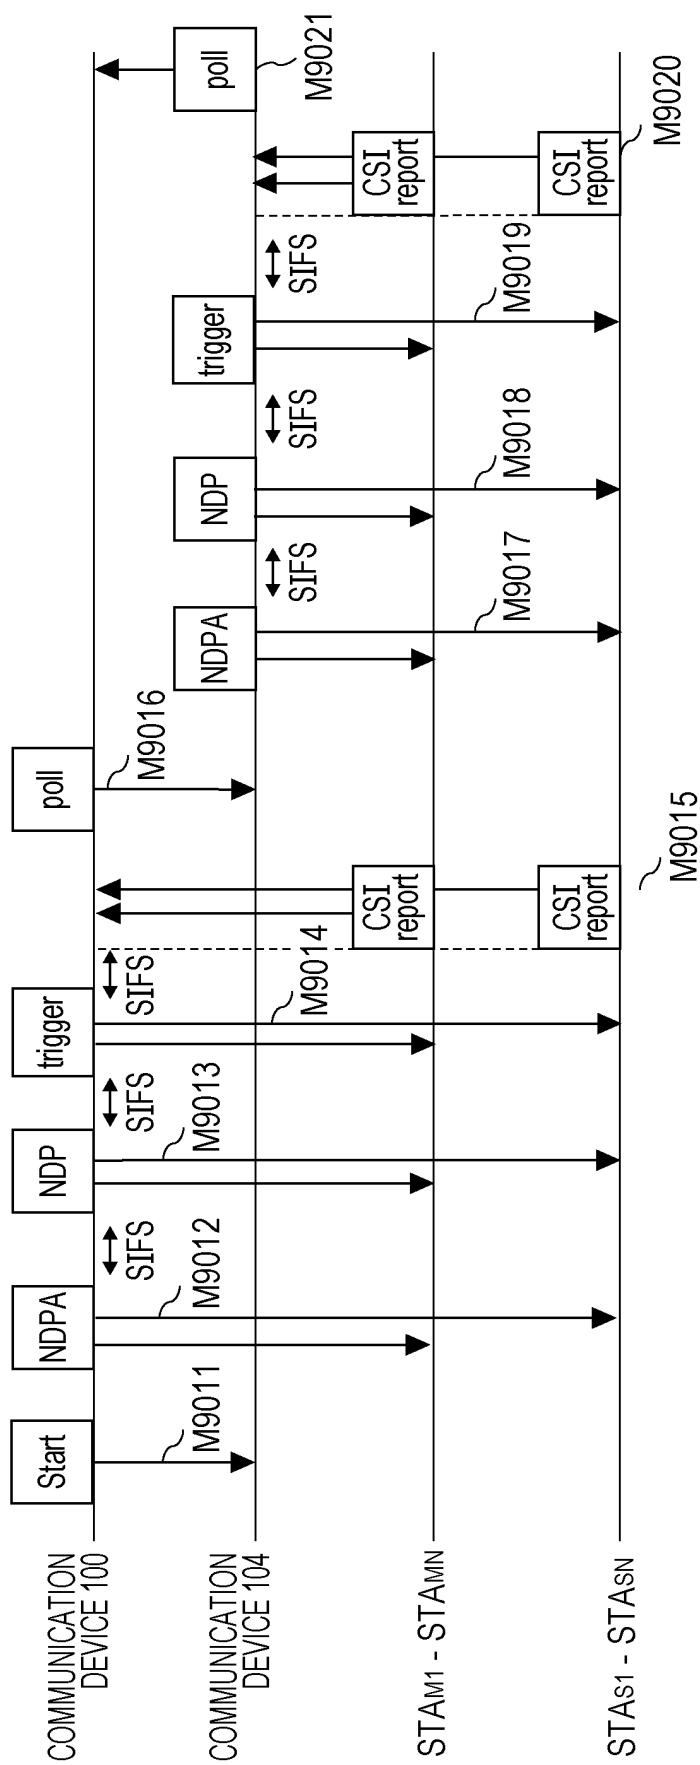 COMMUNICATION
DEVICE 100
Start
NDPA
NDP
trigger
poll
M9011
M9012
SIFS
M9013
SIFS
SIFS
M9014
M9016
COMMUNICATION
DEVICE 104
NDPA
NDP
trigger
poll
SIFS
SIFS
SIFS
M9021
STAM1 - STAMN
CSI
report
M9017
M9018
M9019
CSI
report
STAS1 - STASN
CSI
report
M9015
CSI
report
M9020